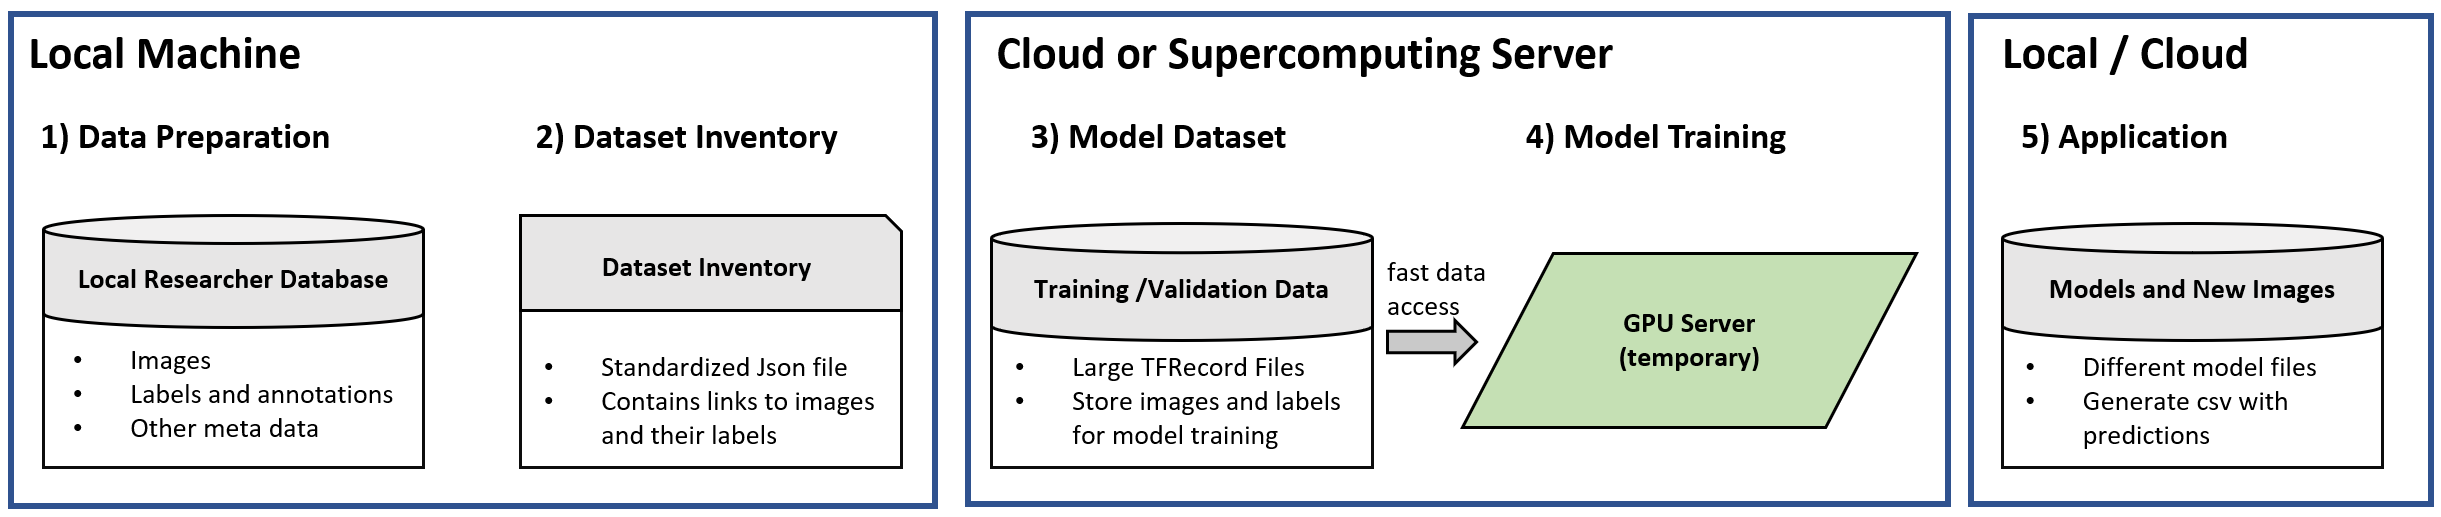 Local Machine
1) Data Preparation
2) Dataset Inventory
Local Researcher Database
• Images
• Labels and annotations
• Other meta data
Dataset Inventory
• Standardized Json file
• Contains links to images
and their labels
Cloud or Supercomputing Server
3) Model Dataset
4) Model Training
Training /Validation Data
• Large TFRecord Files
• Store images and labels
for model training
fast data
access
GPU Server
(temporary)
Local / Cloud
5) Application
Models and New Images
• Different model files
• Generate csv with
predictions